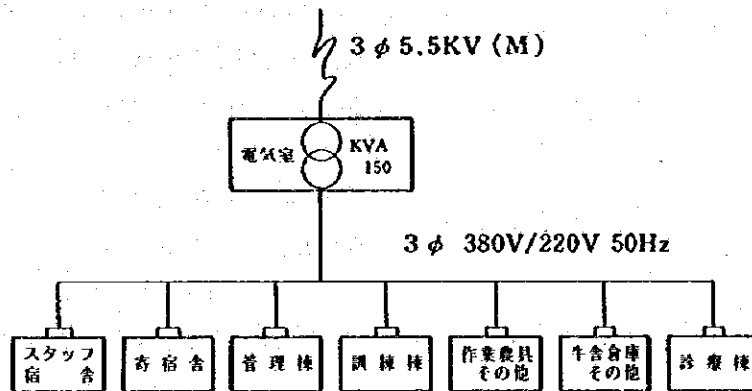 3φ 5.5KV (M)
電気室
KVA
150
3φ 380V/220V 50Hz
スタッフ
宿舎
寄宿舎
管理棟
訓練棟
作業農具
その他
牛舎倉庫
その他
診療棟